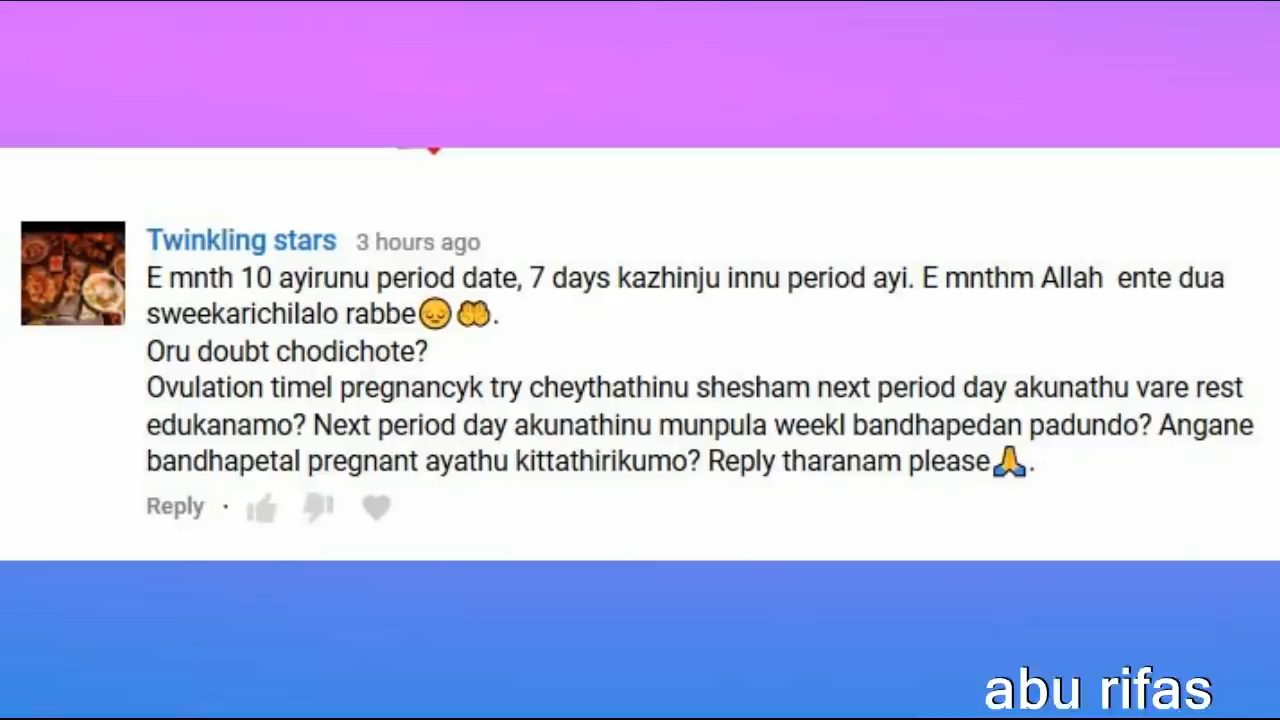 Twinkling stars 3 hours ago
E mnth 10 ayirunu period date, 7 days kazhinju innu period ayi. E mnthm Allah ente dua
sweekarichilalo rabbe😔🤲.
Oru doubt chodichote?
Ovulation timel pregnancyk try cheythathinu shesham next period day akunathu vare rest
edukanamo? Next period day akunathinu munpula weekl bandhapedan padundo? Angane
bandhapetal pregnant ayathu kittathirikumo? Reply tharanam please🙏.
Reply ·
abu rifas